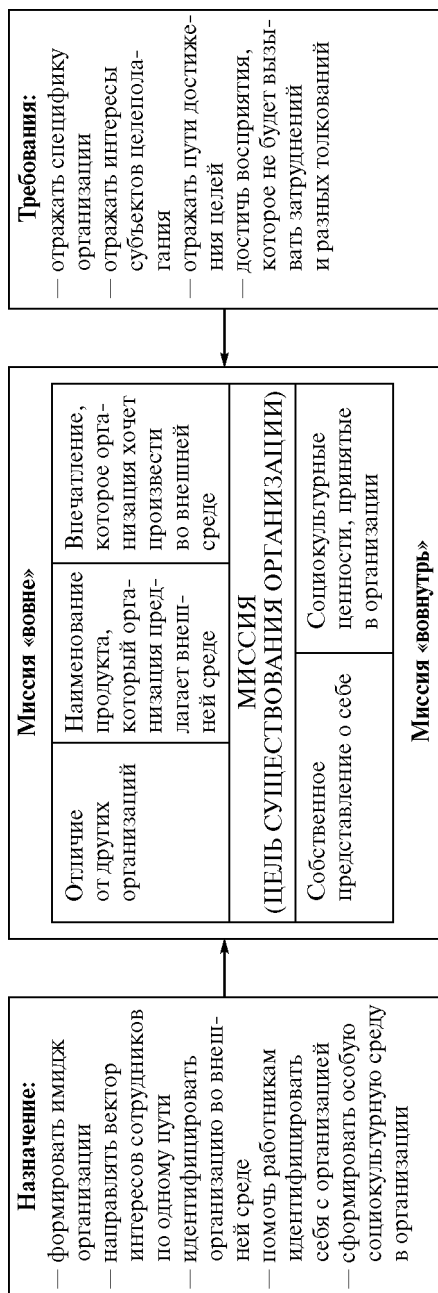 Назначение:
— формировать имидж
организации
— направлять вектор
интересов сотрудников
по одному пути
— идентифицировать
организацию во внеш-
ней среде
— помочь работникам
идентифицировать
себя с организацией
— сформировать особую
социокультурную среду
в организации
Миссия «вовне»
Отличие
от других
организаций
Наименование
продукта,
который орга-
низация пред-
лагает внеш-
ней среде
Впечатление,
которое орга-
низация хочет
произвести
во внешней
среде
МИССИЯ
(ЦЕЛЬ СУЩЕСТВОВАНИЯ ОРГАНИЗАЦИИ)
Собственное
представление о себе
Социокультурные
ценности, принятые
в организации
Миссия «вовнутрь»
Требования:
— отражать специфику
организации
— отражать интересы
субъектов целепола-
гания
— отражать пути достиже-
ния целей
— достичь восприятия,
которое не будет вызы-
вать затруднений
и разных толкований